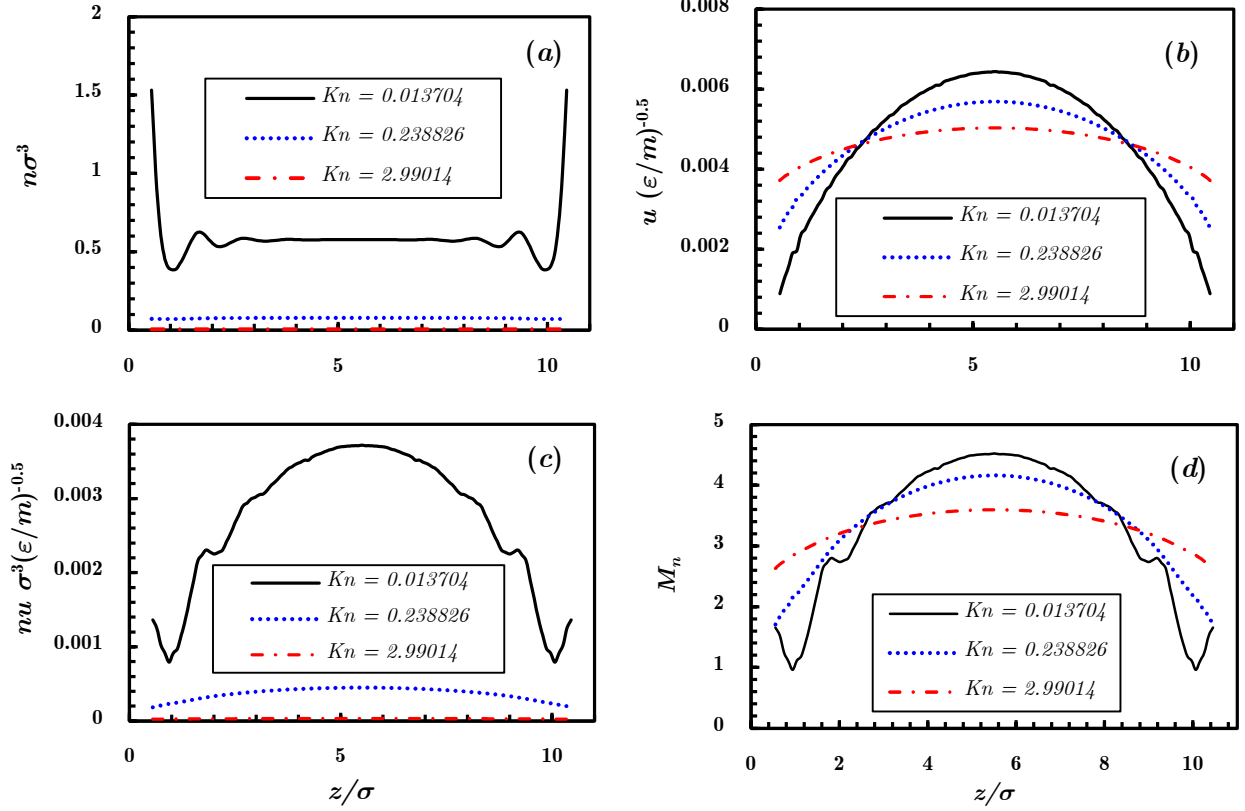 (a)
nσ³
2
1.5
1
0.5
0
Kn = 0.013704
Kn = 0.238826
Kn = 2.99014
0 5 10
(b)
u (ε/m)⁻⁰·⁵
0.008
0.006
0.004
0.002
0
Kn = 0.013704
Kn = 0.238826
Kn = 2.99014
0 5 10
(c)
nu σ³(ε/m)⁻⁰·⁵
0.004
0.003
0.002
0.001
0
Kn = 0.013704
Kn = 0.238826
Kn = 2.99014
0 5 10
z/σ
(d)
Mₙ
5
4
3
2
1
0
Kn = 0.013704
Kn = 0.238826
Kn = 2.99014
0 2 4 6 8 10
z/σ